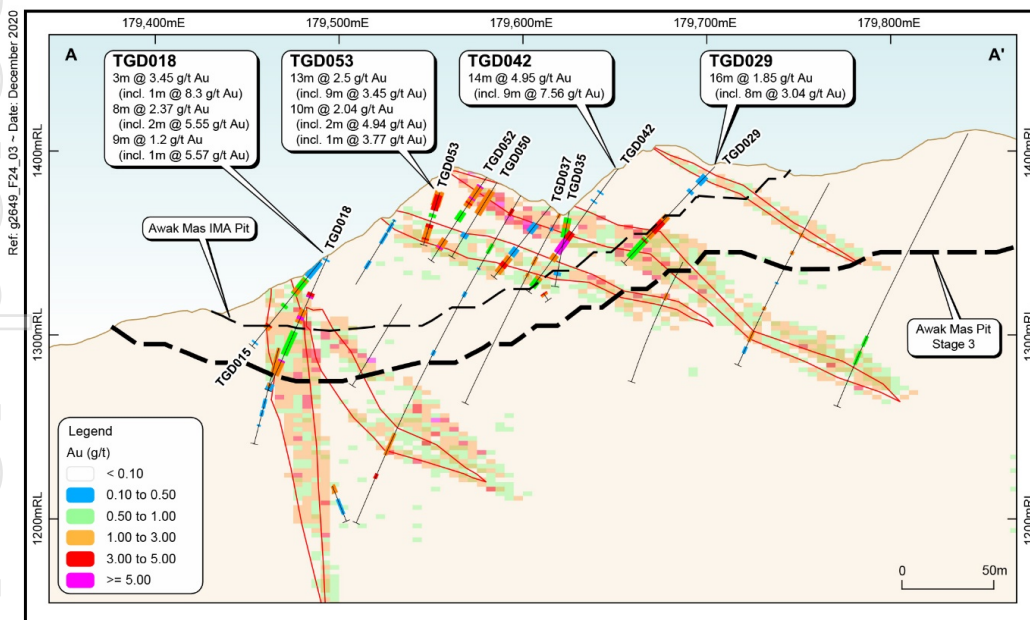 Ref: g2649_F24_03 ~ Date: December 2020
179,400mE
179,500mE
179,600mE
179,700mE
179,800mE
A
A'
TGD018
3m @ 3.45 g/t Au
(incl. 1m @ 8.3 g/t Au)
8m @ 2.37 g/t Au
(incl. 2m @ 5.55 g/t Au)
9m @ 1.2 g/t Au
(incl. 1m @ 5.57 g/t Au)
TGD053
13m @ 2.5 g/t Au
(incl. 9m @ 3.45 g/t Au)
10m @ 2.04 g/t Au
(incl. 2m @ 4.94 g/t Au)
(incl. 1m @ 3.77 g/t Au)
TGD042
14m @ 4.95 g/t Au
(incl. 9m @ 7.56 g/t Au)
TGD029
16m @ 1.85 g/t Au
(incl. 8m @ 3.04 g/t Au)
1400mRL
1400mRL
TGD053
TGD052
TGD050
TGD037
TGD035
TGD042
TGD029
Awak Mas IMA Pit
TGD018
1300mRL
1300mRL
TGD015
Awak Mas Pit
Stage 3
1200mRL
1200mRL
Legend
Au (g/t)
< 0.10
0.10 to 0.50
0.50 to 1.00
1.00 to 3.00
3.00 to 5.00
>= 5.00
0
50m